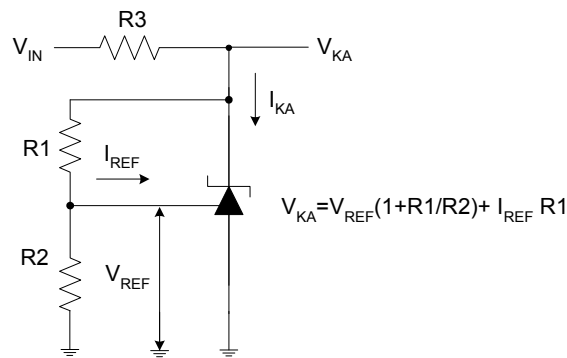 R3
V_IN
V_KA
I_KA
R1
I_REF
V_KA=V_REF(1+R1/R2)+ I_REF R1
R2
V_REF